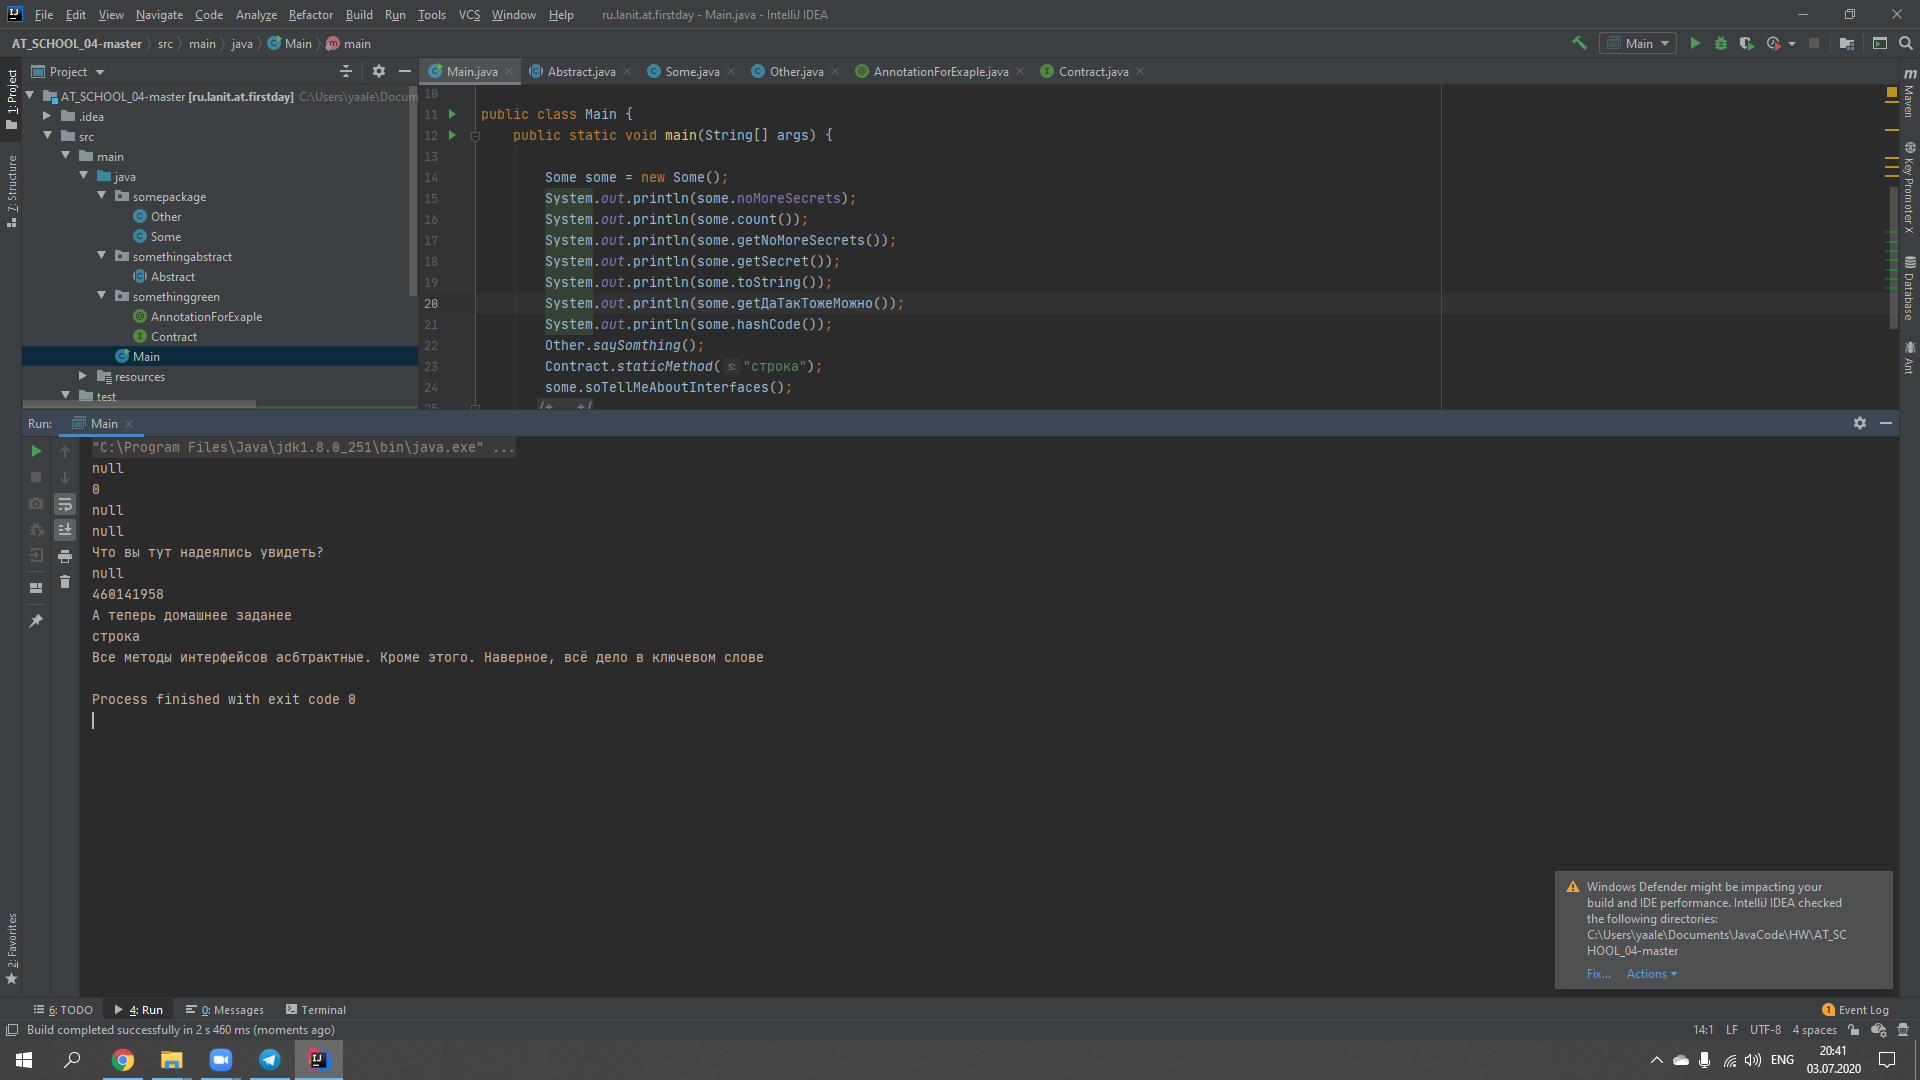 File Edit View Navigate Code Analyze Refactor Build Run Tools VCS Window Help ru.lanit.at.firstday - Main.java - IntelliJ IDEA
AT_SCHOOL_04-master src main java Main main
Main
1: Project
7: Structure
2: Favorites
Project
AT_SCHOOL_04-master [ru.lanit.at.firstday] C:\Users\yaale\Docum
.idea
src
main
java
somepackage
Other
Some
somethingabstract
Abstract
somethinggreen
AnnotationForExaple
Contract
Main
resources
test
Main.java Abstract.java Some.java Other.java AnnotationForExaple.java Contract.java
10
11 public class Main {
12 public static void main(String[] args) {
13
14 Some some = new Some();
15 System.out.println(some.noMoreSecrets);
16 System.out.println(some.count());
17 System.out.println(some.getNoMoreSecrets());
18 System.out.println(some.getSecret());
19 System.out.println(some.toString());
20 System.out.println(some.getДаТакТожеМожно());
21 System.out.println(some.hashCode());
22 Other.saySomthing();
23 Contract.staticMethod( s: "строка");
24 some.soTellMeAboutInterfaces();
25 /*...*/
Maven
Key Promoter X
Database
Ant
Run: Main
"C:\Program Files\Java\jdk1.8.0_251\bin\java.exe" ...
null
0
null
null
Что вы тут надеялись увидеть?
null
460141958
А теперь домашнее заданее
строка
Все методы интерфейсов асбтрактные. Кроме этого. Наверное, всё дело в ключевом слове

Process finished with exit code 0
Windows Defender might be impacting your
build and IDE performance. IntelliJ IDEA checked
the following directories:
C:\Users\yaale\Documents\JavaCode\HW\AT_SC
HOOL_04-master
Fix... Actions
6: TODO 4: Run 0: Messages Terminal 1 Event Log
Build completed successfully in 2 s 460 ms (moments ago) 14:1 LF UTF-8 4 spaces
ENG
20:41
03.07.2020